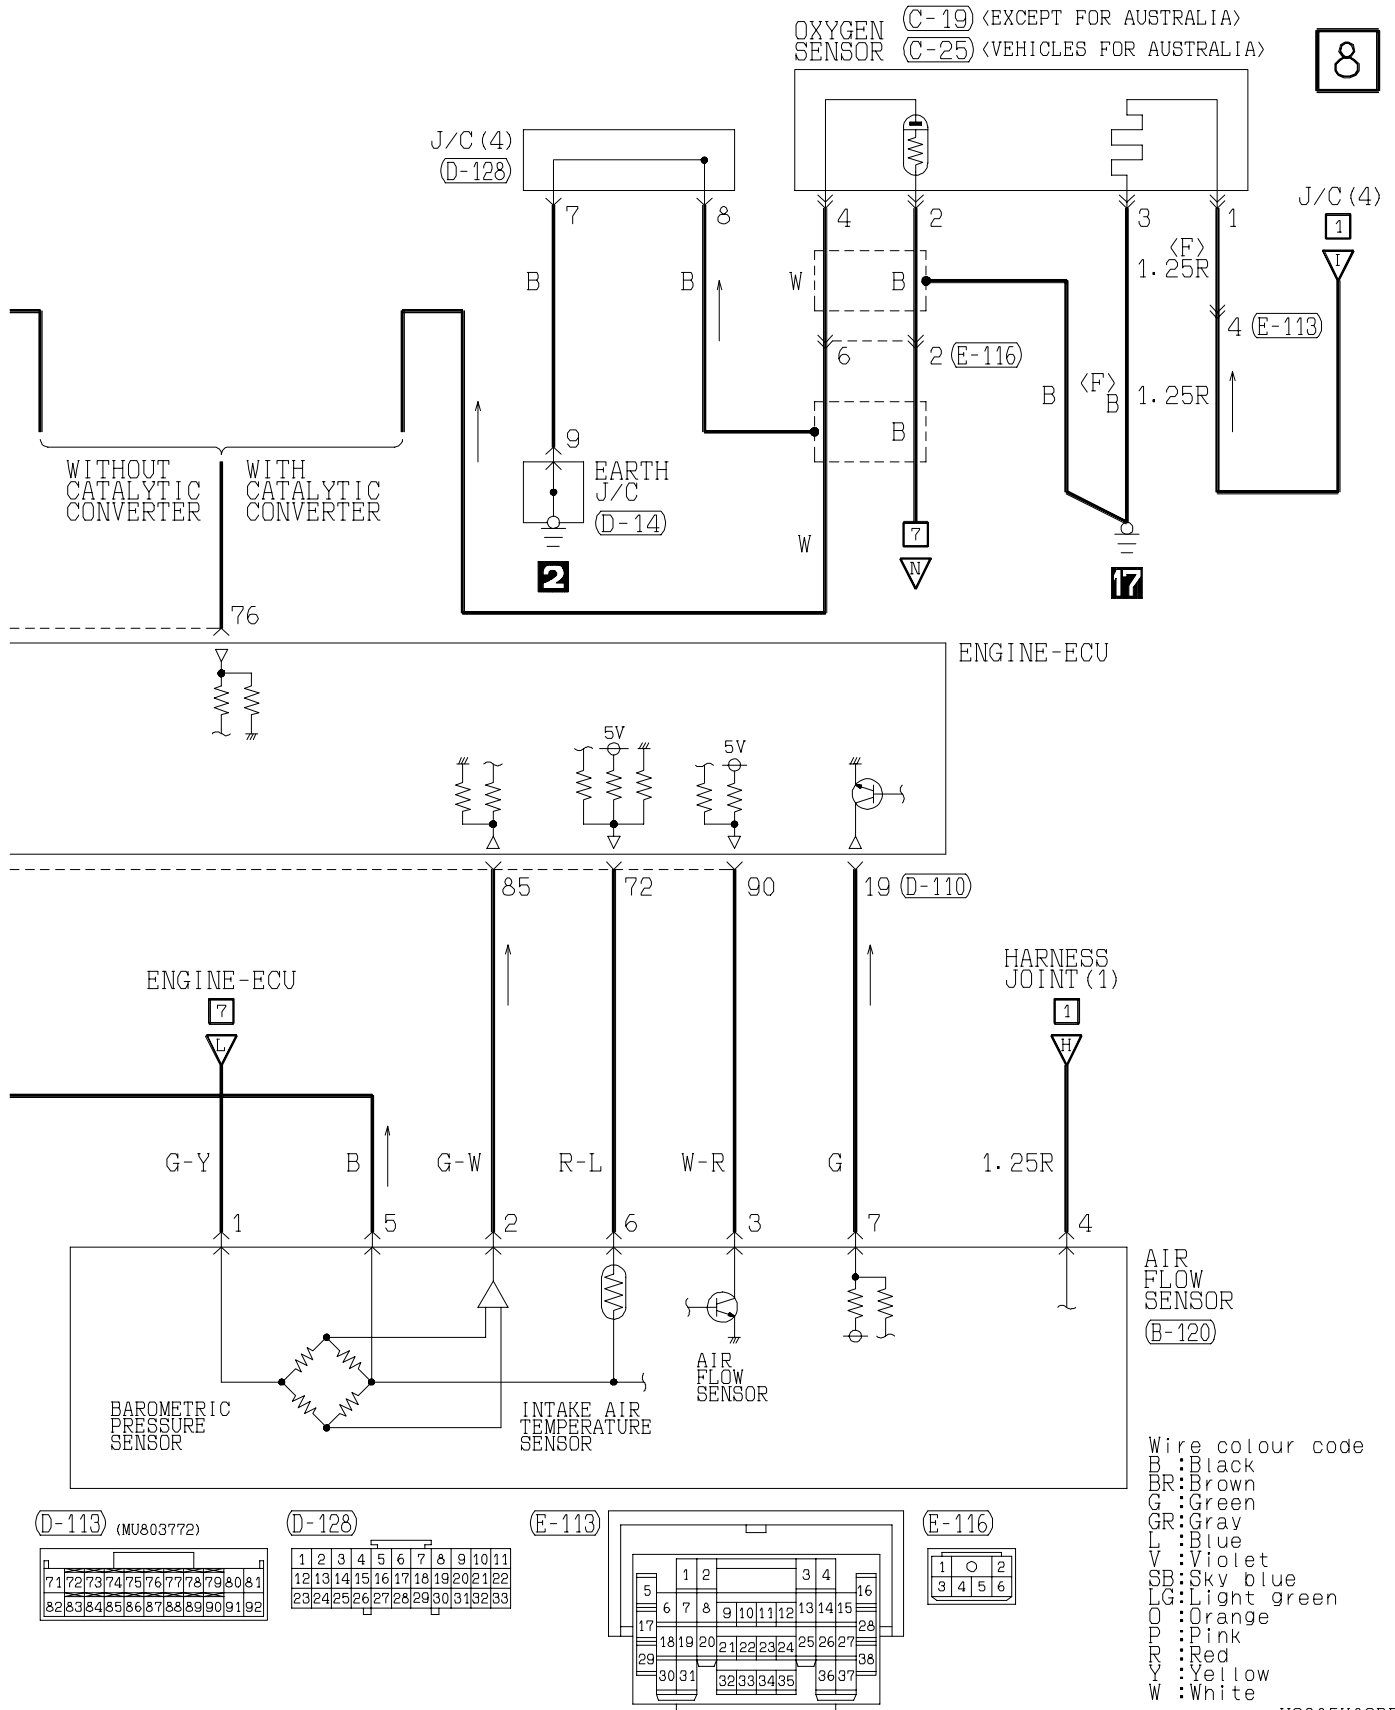 OXYGEN
SENSOR
(C-19) <EXCEPT FOR AUSTRALIA>
(C-25) <VEHICLES FOR AUSTRALIA>
8
J/C(4)
(D-128)
J/C(4)
1
I
7
8
4
2
3
1
B
B
W
B
<F>
1.25R
4 (E-113)
6
2 (E-116)
B
<F>
B
1.25R
B
9
EARTH
J/C
(D-14)
2
W
7
N
17
WITHOUT
CATALYTIC
CONVERTER
WITH
CATALYTIC
CONVERTER
76
ENGINE-ECU
5V
5V
85
72
90
19 (D-110)
ENGINE-ECU
7
L
HARNESS
JOINT(1)
1
H
G-Y
B
G-W
R-L
W-R
G
1.25R
1
5
2
6
3
7
4
AIR
FLOW
SENSOR
(B-120)
BAROMETRIC
PRESSURE
SENSOR
INTAKE AIR
TEMPERATURE
SENSOR
AIR
FLOW
SENSOR
Wire colour code
B :Black
BR:Brown
G :Green
GR:Gray
L :Blue
V :Violet
SB:Sky blue
LG:Light green
O :Orange
P :Pink
R :Red
Y :Yellow
W :White
(D-113) (MU803772)
71 72 73 74 75 76 77 78 79 80 81
82 83 84 85 86 87 88 89 90 91 92
(D-128)
1 2 3 4 5 6 7 8 9 10 11
12 13 14 15 16 17 18 19 20 21 22
23 24 25 26 27 28 29 30 31 32 33
(E-113)
1 2 3 4
5 16
6 7 8 9 10 11 12 13 14 15
17 28
18 19 20 21 22 23 24 25 26 27
29 38
30 31 32 33 34 35 36 37
(E-116)
1 2
3 4 5 6